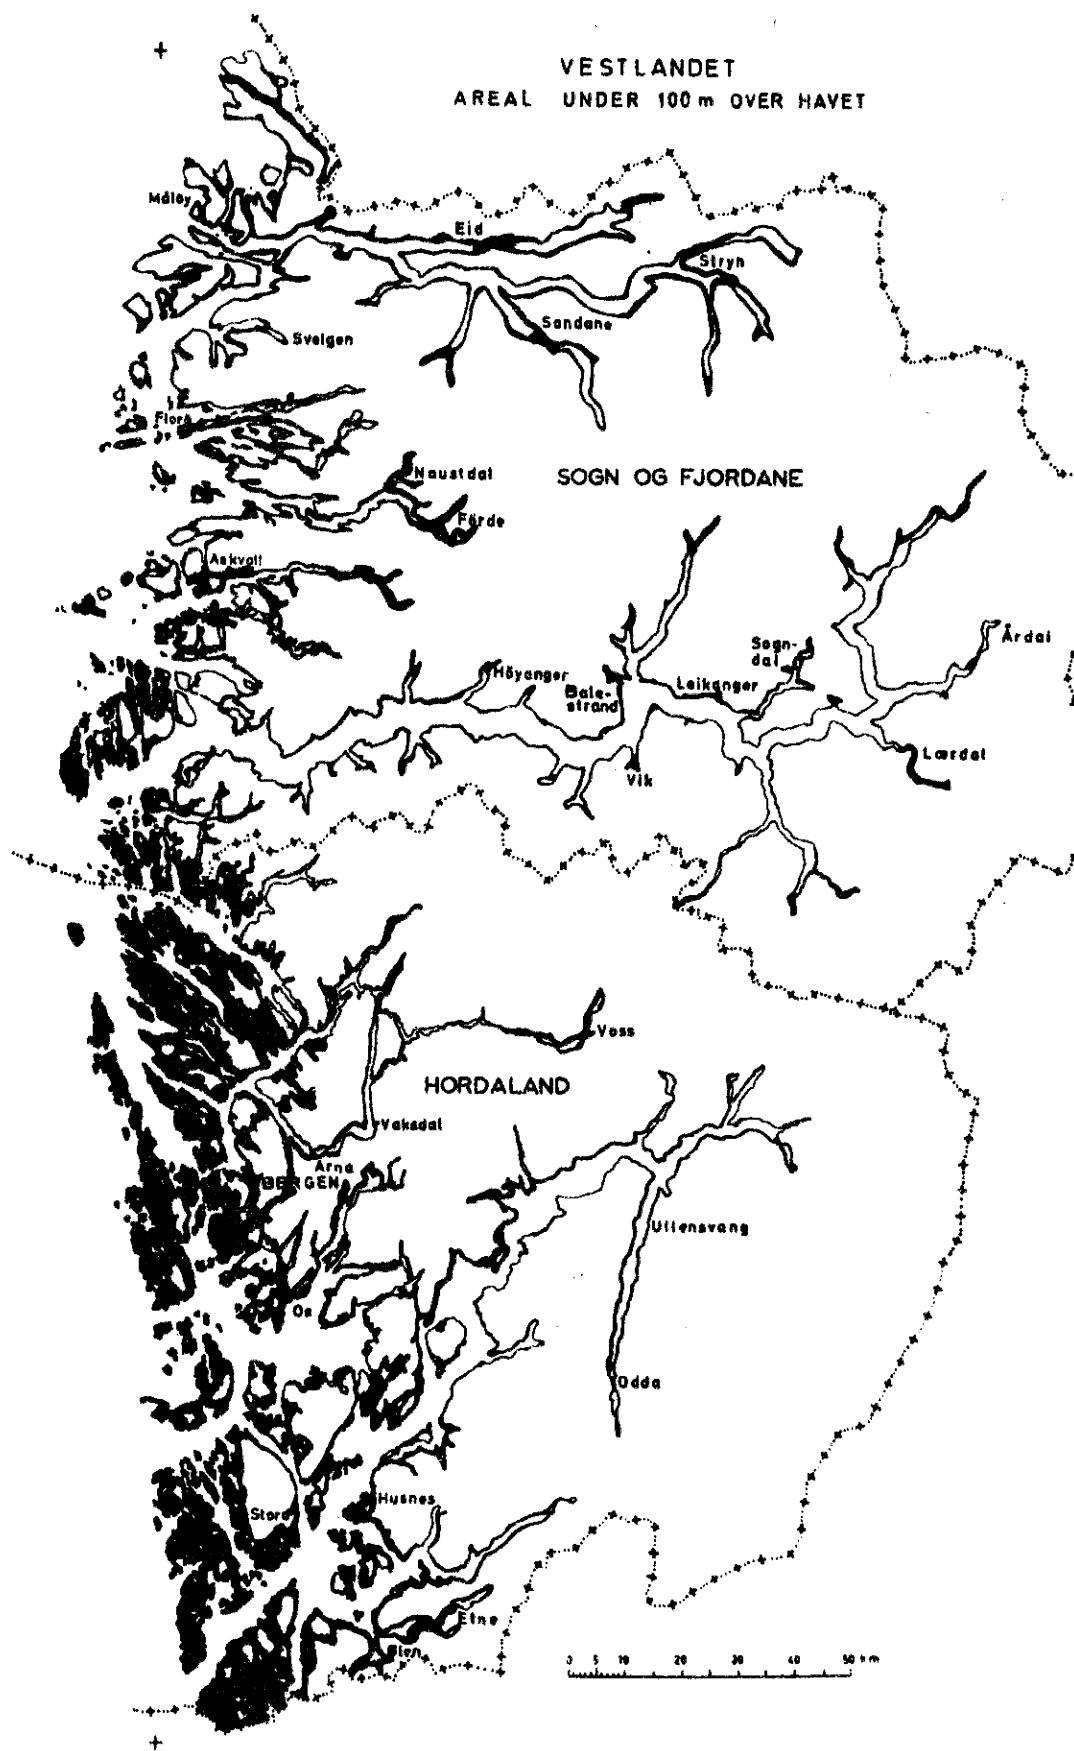 VESTLANDET
AREAL UNDER 100 m OVER HAVET
Måløy
Eid
Stryn
Sandane
Svelgen
Florø
Naustdal
SOGN OG FJORDANE
Førde
Askvoll
Årdal
Sogn-
dal
Høyanger
Leikanger
Bale-
strand
Lærdal
Vik
Voss
HORDALAND
Vaksdal
Arna
BERGEN
Ullensvang
Os
Odda
Husnes
Stord
Etne
Ølen
0 5 10 20 30 40 50 km